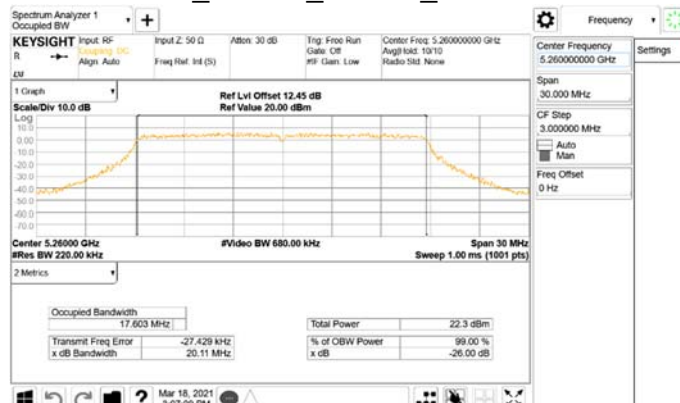 Spectrum Analyzer 1
Occupied BW
+
Frequency
KEYSIGHT
Input: RF
Coupling: DC
Align: Auto
Input Z: 50 Ω
Freq Ref: Int (S)
Atten: 30 dB
Trig: Free Run
Gate: Off
#IF Gain: Low
Center Freq: 5.260000000 GHz
Avg|Hold: 10/10
Radio Std: None
R
LXI
Center Frequency
5.260000000 GHz
Settings
Span
30.000 MHz
CF Step
3.000000 MHz
Auto
Man
Freq Offset
0 Hz
1 Graph
Scale/Div 10.0 dB
Ref Lvl Offset 12.45 dB
Ref Value 20.00 dBm
Log
10.0
0.00
-10.0
-20.0
-30.0
-40.0
-50.0
-60.0
-70.0
Center 5.26000 GHz
#Res BW 220.00 kHz
#Video BW 680.00 kHz
Span 30 MHz
Sweep 1.00 ms (1001 pts)
2 Metrics
Occupied Bandwidth
17.603 MHz
Total Power 22.3 dBm
Transmit Freq Error -27.429 kHz
% of OBW Power 99.00 %
x dB Bandwidth 20.11 MHz
x dB -26.00 dB
?
Mar 18, 2021